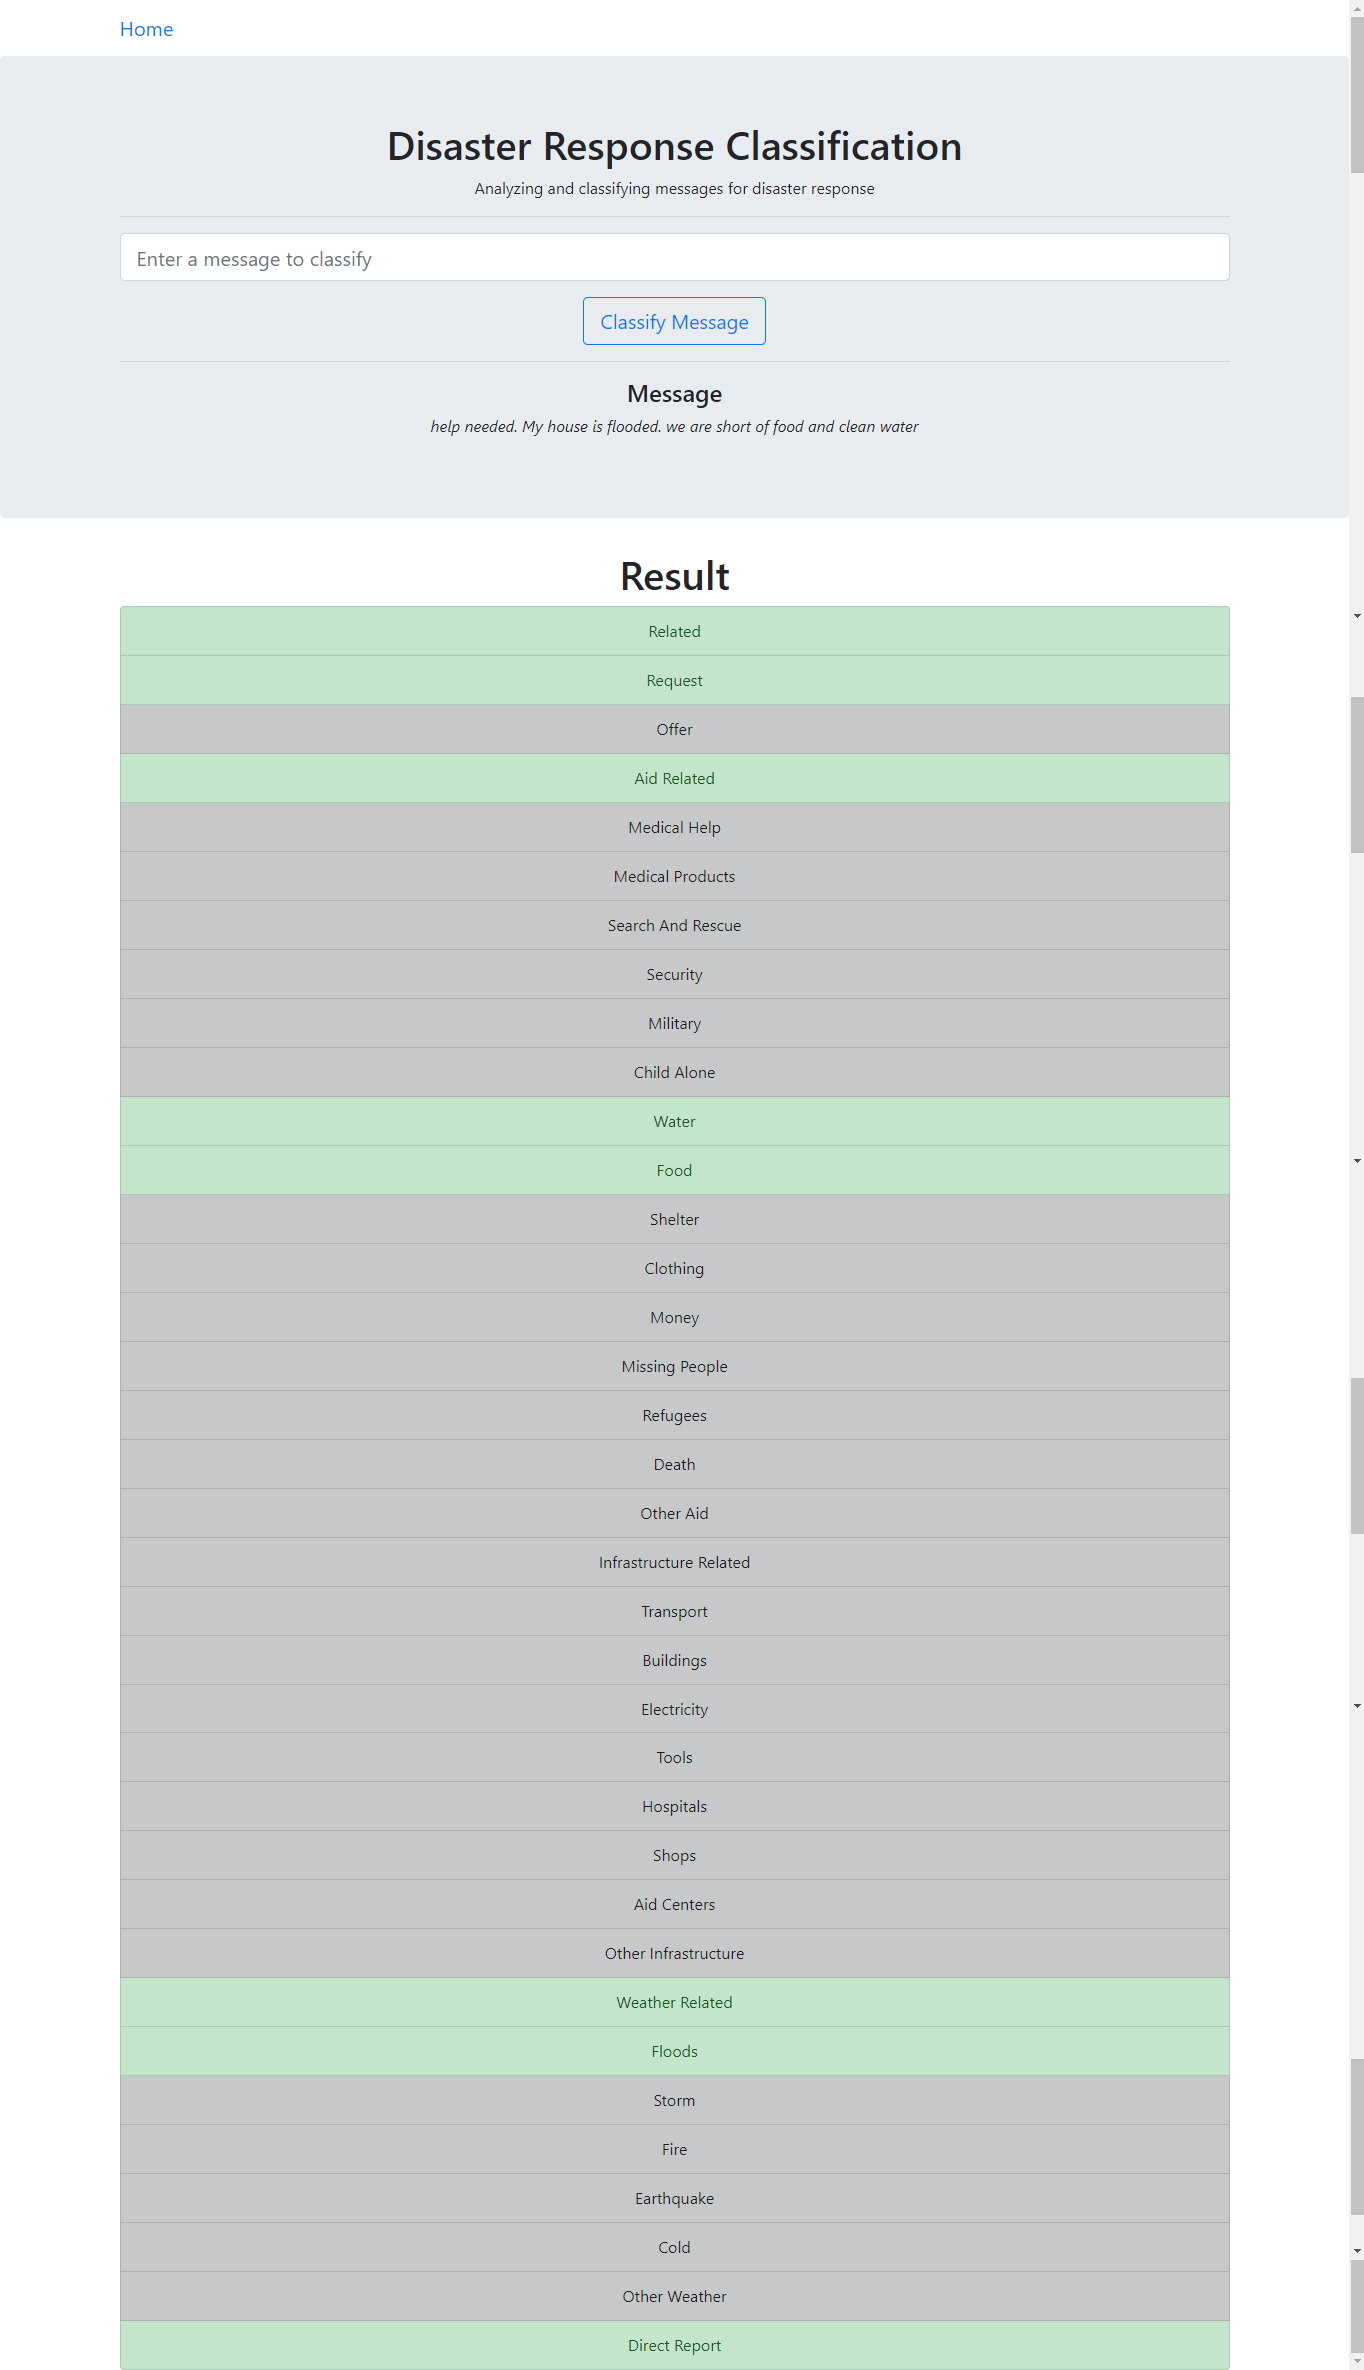 Home
Disaster Response Classification
Analyzing and classifying messages for disaster response
Enter a message to classify
Classify Message
Message
help needed. My house is flooded. we are short of food and clean water
Result
Related
Request
Offer
Aid Related
Medical Help
Medical Products
Search And Rescue
Security
Military
Child Alone
Water
Food
Shelter
Clothing
Money
Missing People
Refugees
Death
Other Aid
Infrastructure Related
Transport
Buildings
Electricity
Tools
Hospitals
Shops
Aid Centers
Other Infrastructure
Weather Related
Floods
Storm
Fire
Earthquake
Cold
Other Weather
Direct Report